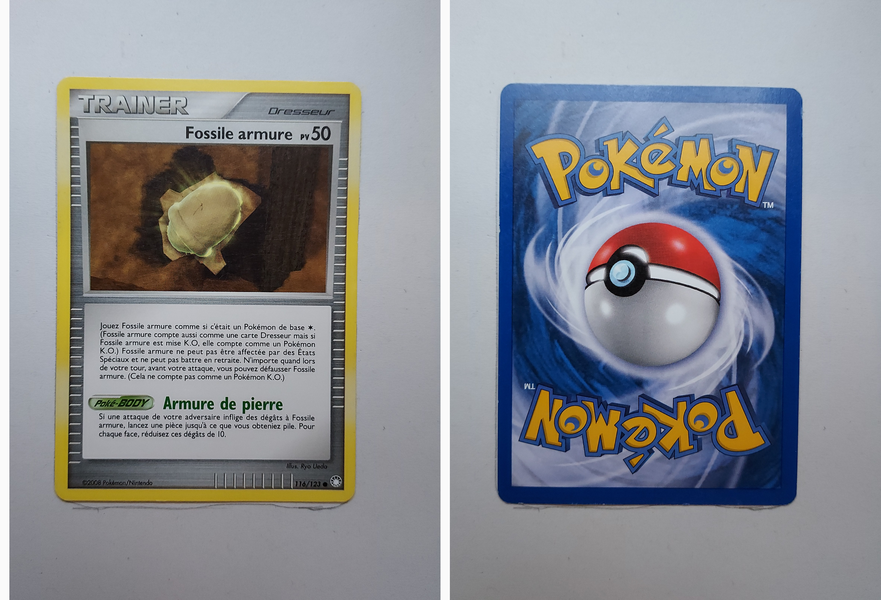 TRAINER
Dresseur
Fossile armure PV 50
Jouez Fossile armure comme si c'était un Pokémon de base ✶.
(Fossile armure compte aussi comme une carte Dresseur mais si
Fossile armure est mise K.O, elle compte comme un Pokémon
K.O.) Fossile armure ne peut pas être affectée par des États
Spéciaux et ne peut pas battre en retraite. N'importe quand lors
de votre tour, avant votre attaque, vous pouvez défausser Fossile
armure. (Cela ne compte pas comme un Pokémon K.O.)
Poké-BODY Armure de pierre
Si une attaque de votre adversaire inflige des dégâts à Fossile
armure, lancez une pièce jusqu'à ce que vous obteniez pile. Pour
chaque face, réduisez ces dégâts de 10.
Illus. Ryo Ueda
©2008 Pokémon/Nintendo
116/123
POKÉMON
TM
TM
POKÉMON